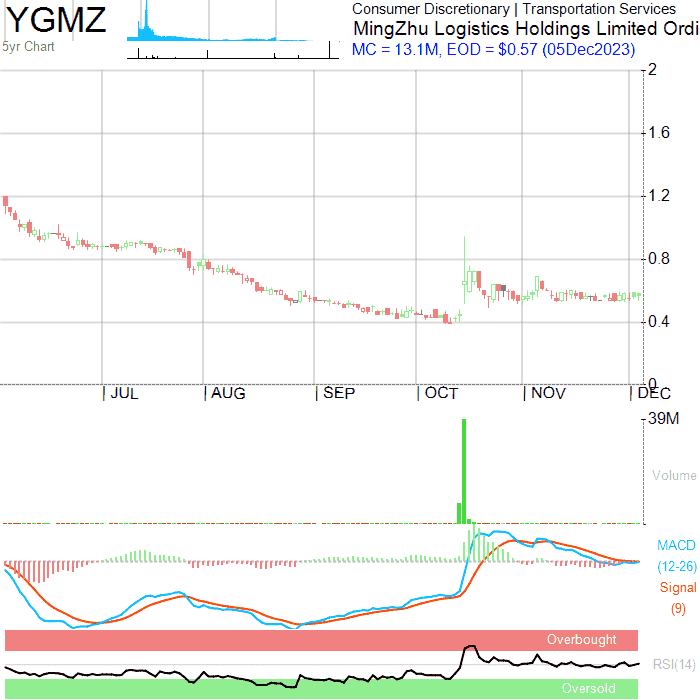 YGMZ
5yr Chart
Consumer Discretionary | Transportation Services
MingZhu Logistics Holdings Limited Ordi
MC = 13.1M, EOD = $0.57 (05Dec2023)
2
1.6
1.2
0.8
0.4
0
JUL AUG SEP OCT NOV DEC
39M
Volume
MACD
(12-26)
Signal
(9)
Overbought
RSI(14)
Oversold